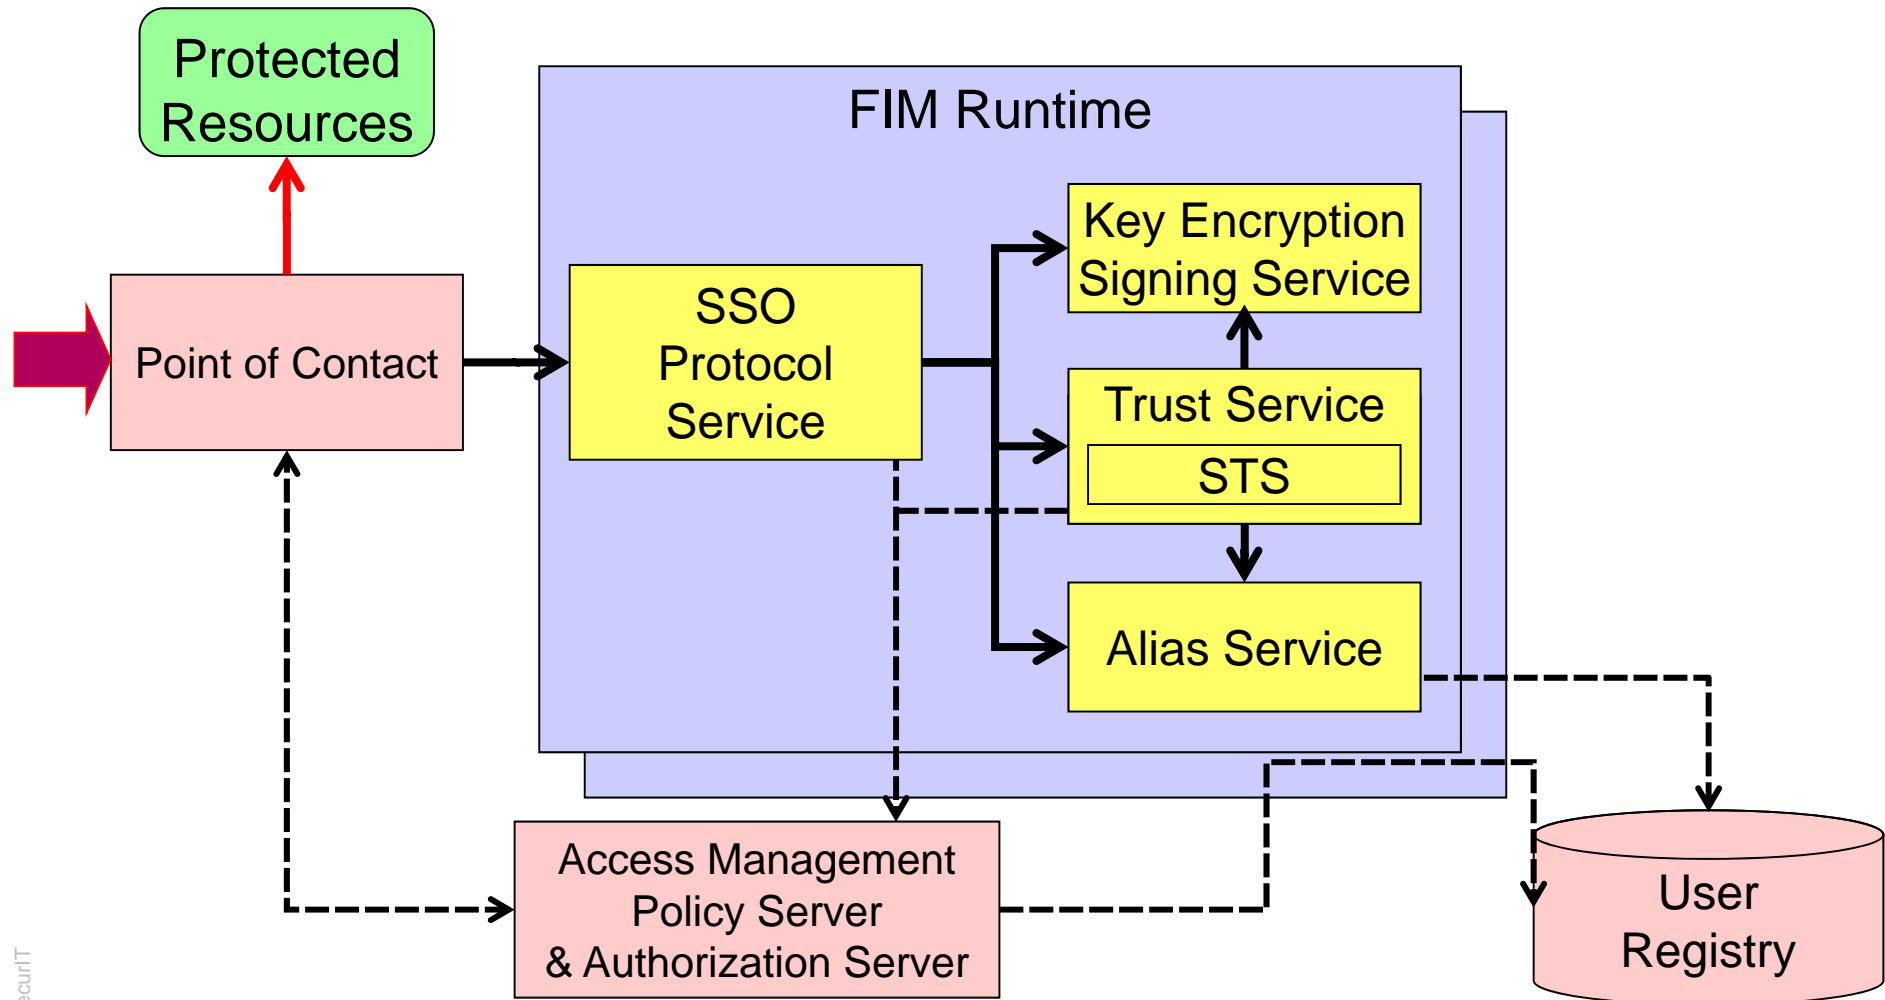 Protected
Resources
FIM Runtime
Key Encryption
Signing Service
SSO
Protocol
Service
Point of Contact
Trust Service
STS
Alias Service
Access Management
Policy Server
& Authorization Server
User
Registry
ecurIT